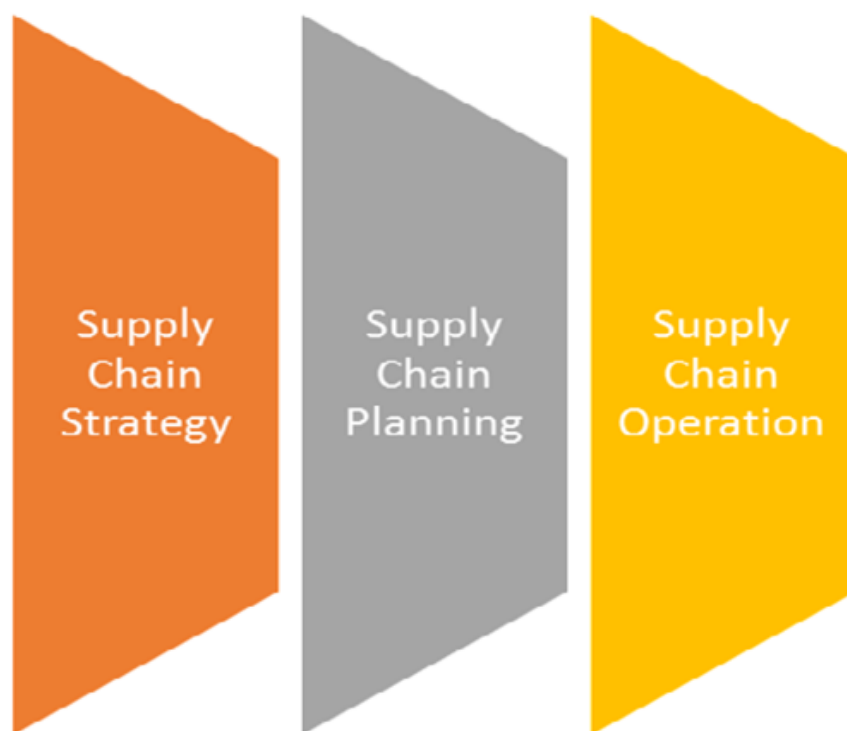 Supply
Chain
Strategy
Supply
Chain
Planning
Supply
Chain
Operation